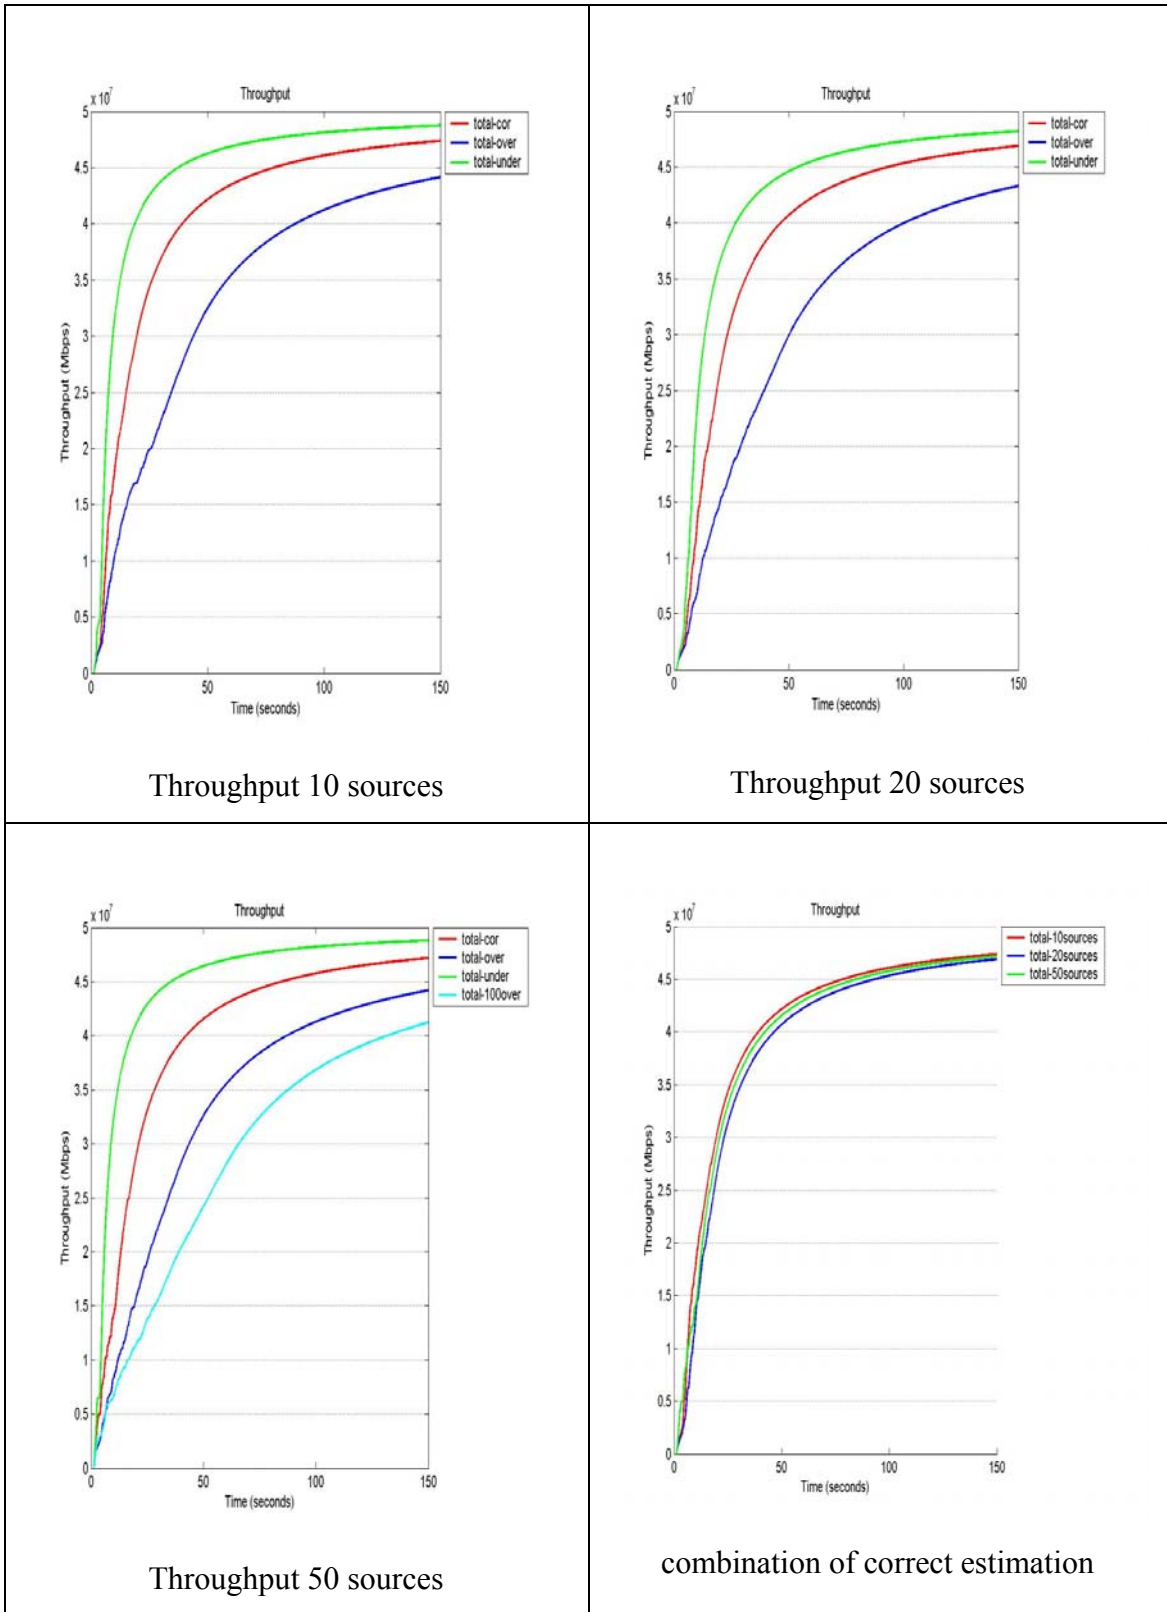 Throughput
x 10^7
5
4.5
4
3.5
3
2.5
2
1.5
1
0.5
0
0 50 100 150
Throughput (Mbps)
Time (seconds)
total-cor
total-over
total-under
Throughput 10 sources
Throughput
x 10^7
5
4.5
4
3.5
3
2.5
2
1.5
1
0.5
0
0 50 100 150
Throughput (Mbps)
Time (seconds)
total-cor
total-over
total-under
Throughput 20 sources
Throughput
x 10^7
5
4.5
4
3.5
3
2.5
2
1.5
1
0.5
0
0 50 100 150
Throughput (Mbps)
Time (seconds)
total-cor
total-over
total-under
total-100over
Throughput 50 sources
Throughput
x 10^7
5
4.5
4
3.5
3
2.5
2
1.5
1
0.5
0
0 50 100 150
Throughput (Mbps)
Time (seconds)
total-10sources
total-20sources
total-50sources
combination of correct estimation